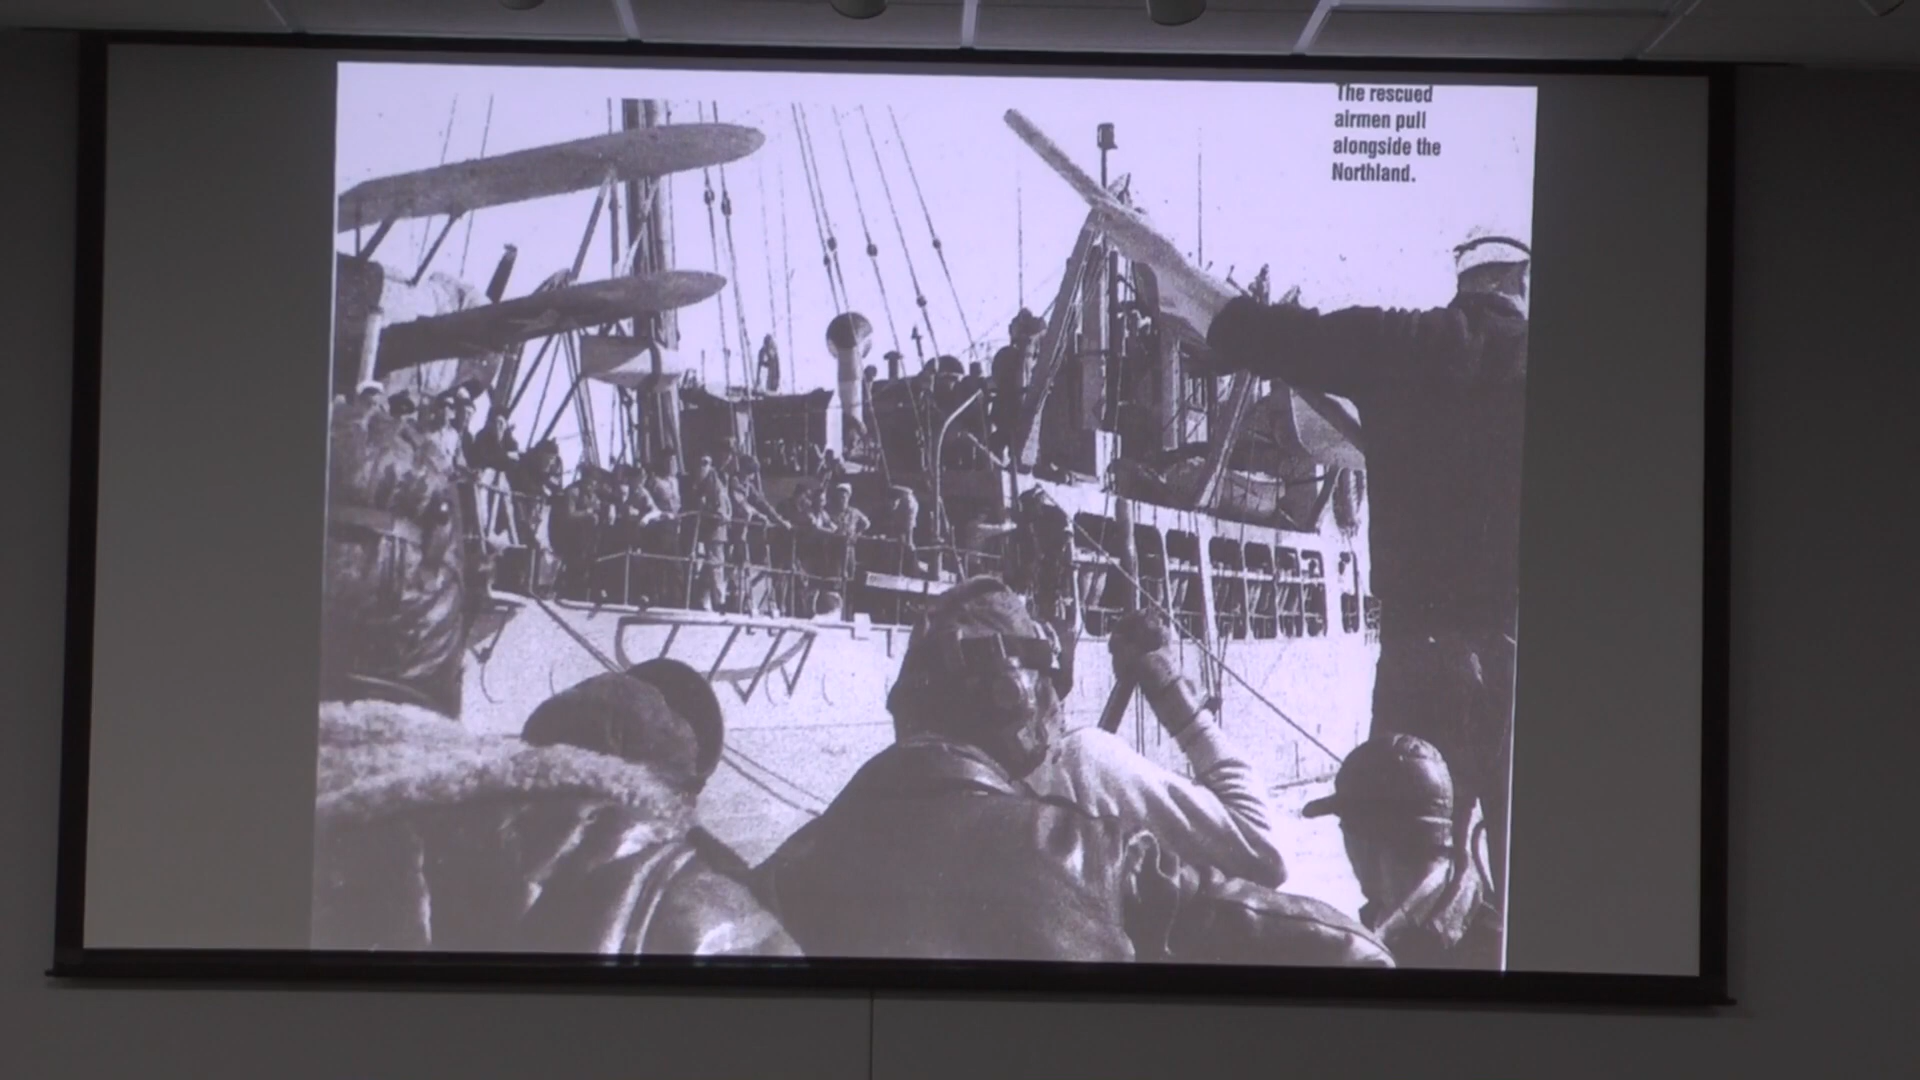 The rescued
airmen pull
alongside the
Northland.